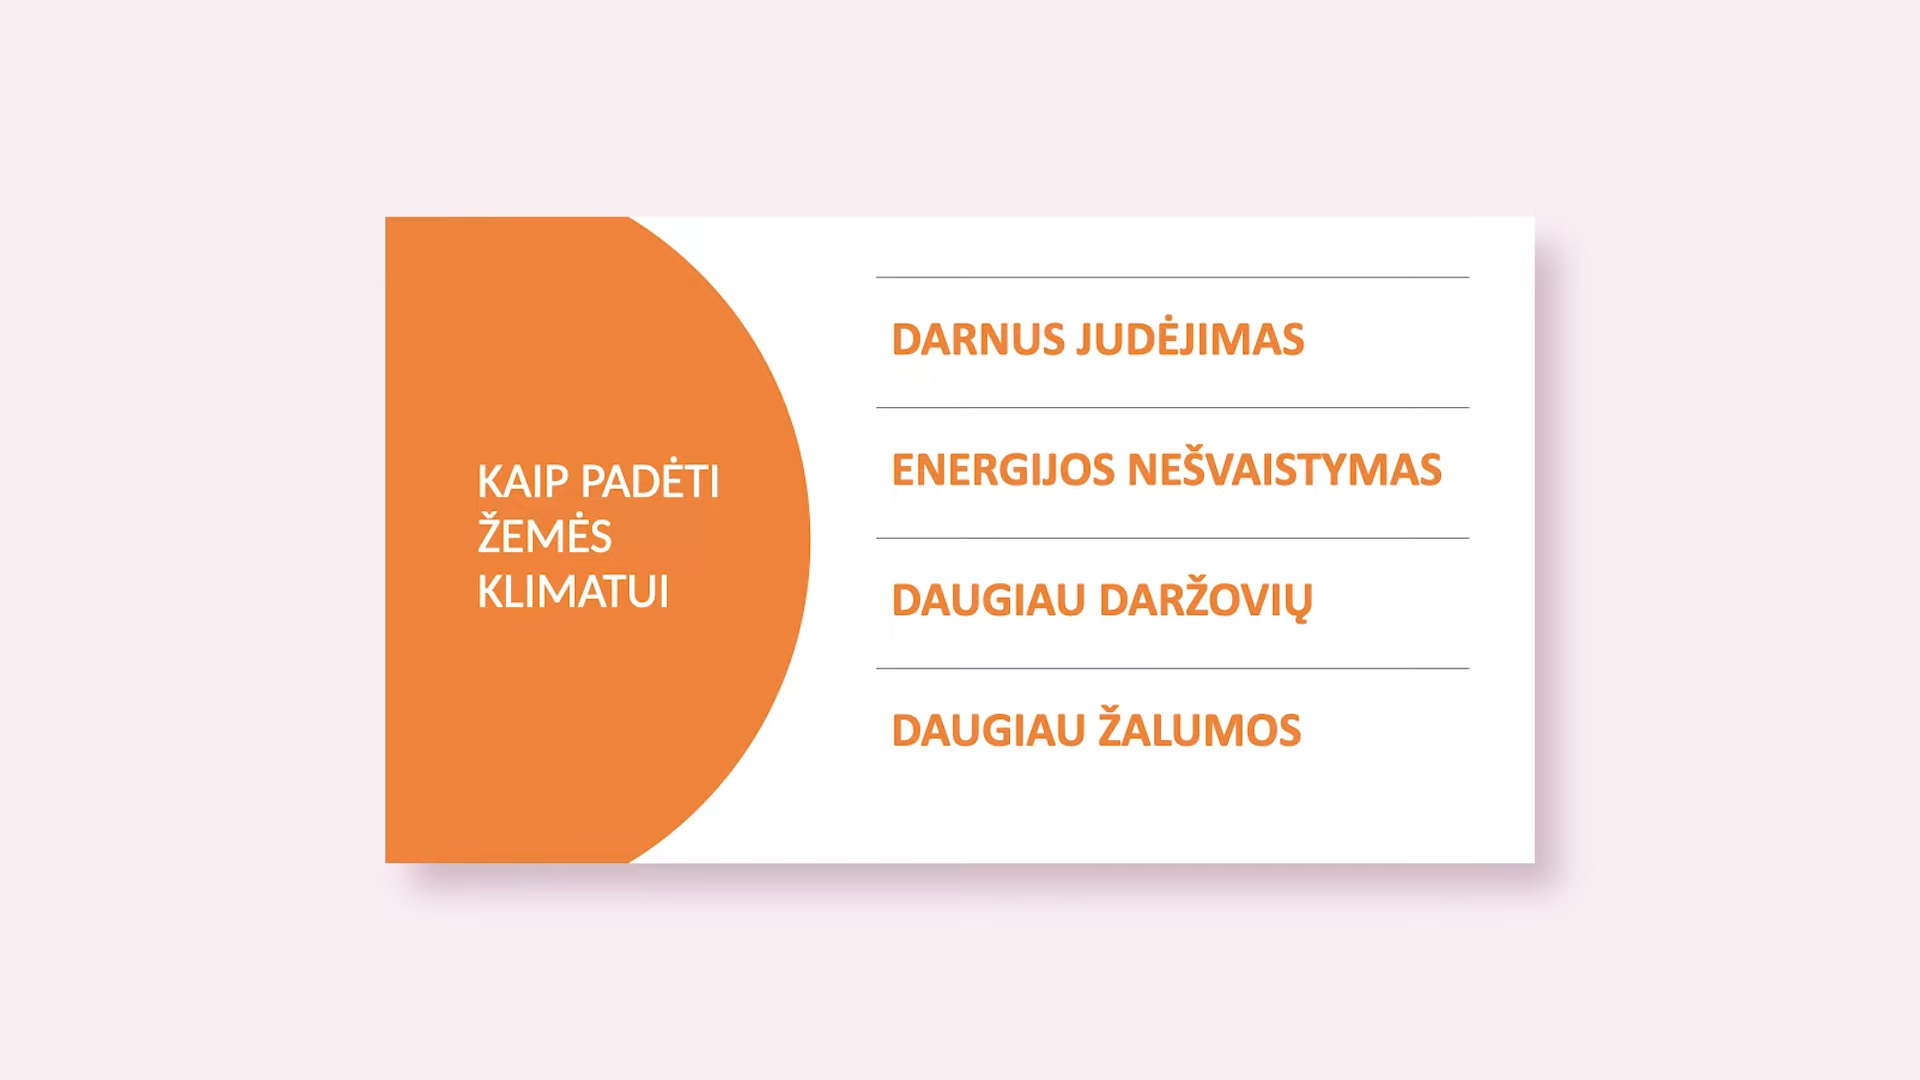 KAIP PADĖTI
ŽEMĖS
KLIMATUI
DARNUS JUDĖJIMAS
ENERGIJOS NEŠVAISTYMAS
DAUGIAU DARŽOVIŲ
DAUGIAU ŽALUMOS